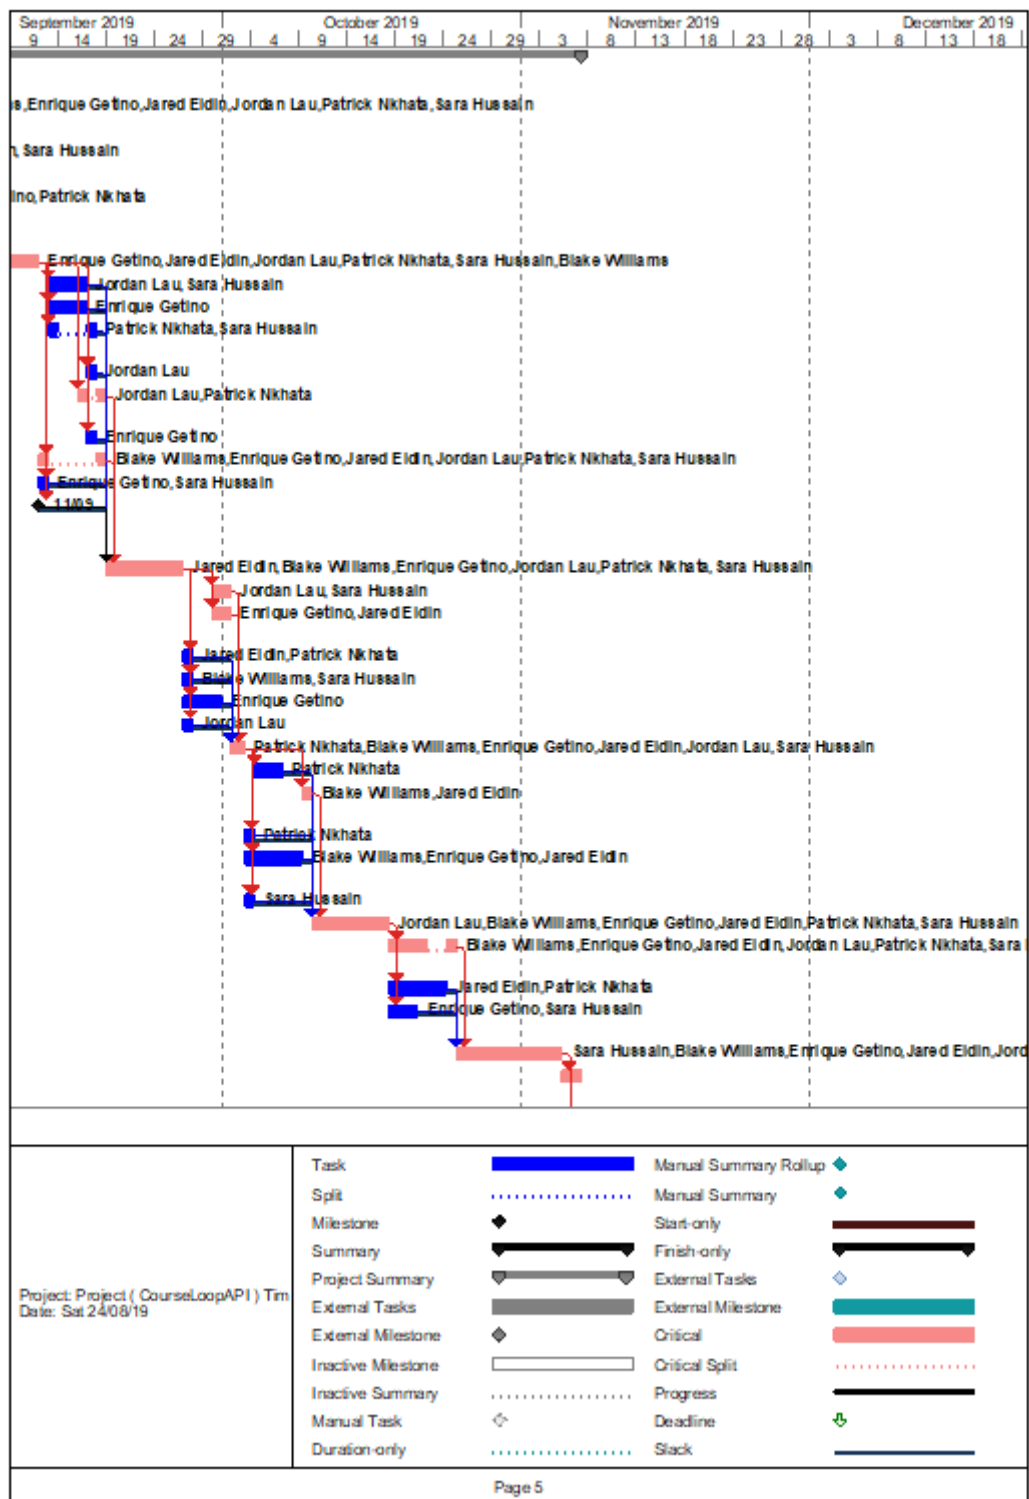 September 2019 October 2019 November 2019 December 2019
9 14 19 24 29 4 9 14 19 24 29 3 8 13 18 23 28 3 8 13 18
s,Enrique Getino,Jared Eldin,Jordan Lau,Patrick Nkhata,Sara Hussain
n,Sara Hussain
ino,Patrick Nkhata
Enrique Getino,Jared Eldin,Jordan Lau,Patrick Nkhata,Sara Hussain,Blake Williams
Jordan Lau,Sara Hussain
Enrique Getino
Patrick Nkhata,Sara Hussain
Jordan Lau
Jordan Lau,Patrick Nkhata
Enrique Getino
Blake Williams,Enrique Getino,Jared Eldin,Jordan Lau,Patrick Nkhata,Sara Hussain
Enrique Getino,Sara Hussain
11/09
Jared Eldin,Blake Williams,Enrique Getino,Jordan Lau,Patrick Nkhata,Sara Hussain
Jordan Lau,Sara Hussain
Enrique Getino,Jared Eldin
Jared Eldin,Patrick Nkhata
Blake Williams,Sara Hussain
Enrique Getino
Jordan Lau
Patrick Nkhata,Blake Williams,Enrique Getino,Jared Eldin,Jordan Lau,Sara Hussain
Patrick Nkhata
Blake Williams,Jared Eldin
Patrick Nkhata
Blake Williams,Enrique Getino,Jared Eldin
Sara Hussain
Jordan Lau,Blake Williams,Enrique Getino,Jared Eldin,Patrick Nkhata,Sara Hussain
Blake Williams,Enrique Getino,Jared Eldin,Jordan Lau,Patrick Nkhata,Sara
Jared Eldin,Patrick Nkhata
Enrique Getino,Sara Hussain
Sara Hussain,Blake Williams,Enrique Getino,Jared Eldin,Jord
Project: Project ( CourseLoopAPI ) Tim
Date: Sat 24/08/19
Task
Split
Milestone
Summary
Project Summary
External Tasks
External Milestone
Inactive Milestone
Inactive Summary
Manual Task
Duration-only
Manual Summary Rollup
Manual Summary
Start-only
Finish-only
External Tasks
External Milestone
Critical
Critical Split
Progress
Deadline
Slack
Page 5